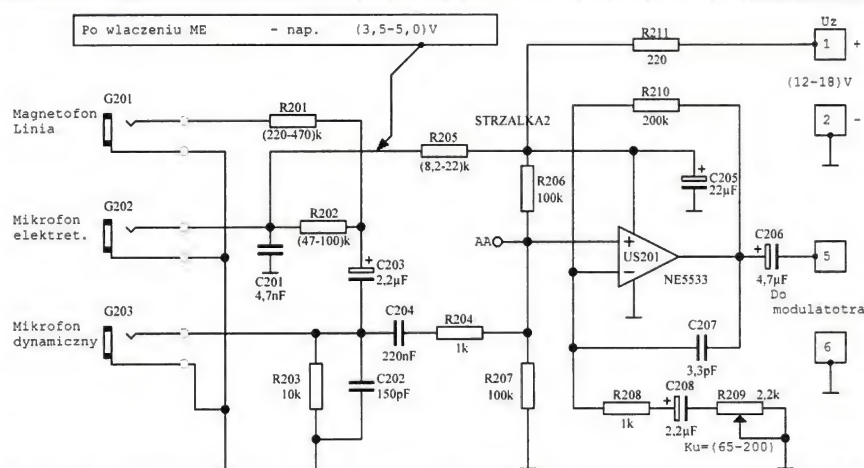 Po wlaczeniu ME - nap. (3,5-5,0)V
Uz
R211
220
1 +
(12-18)V
2 -
G201
Magnetofon
Linia
R201
(220-470)k
R210
200k
STRZALKA2
R205
(8,2-22)k
R206
100k
+
C205
22µF
G202
Mikrofon
elektret.
R202
(47-100)k
C201
4,7nF
+
C203
2,2µF
AA
+
-
US201
NE5533
+
C206
4,7µF
5
Do
modulatotra
G203
Mikrofon
dynamiczny
C204
220nF
R204
1k
C207
3,3pF
6
R203
10k
C202
150pF
R207
100k
R208
1k
+
C208
2,2µF
R209 2,2k
Ku=(65-200)